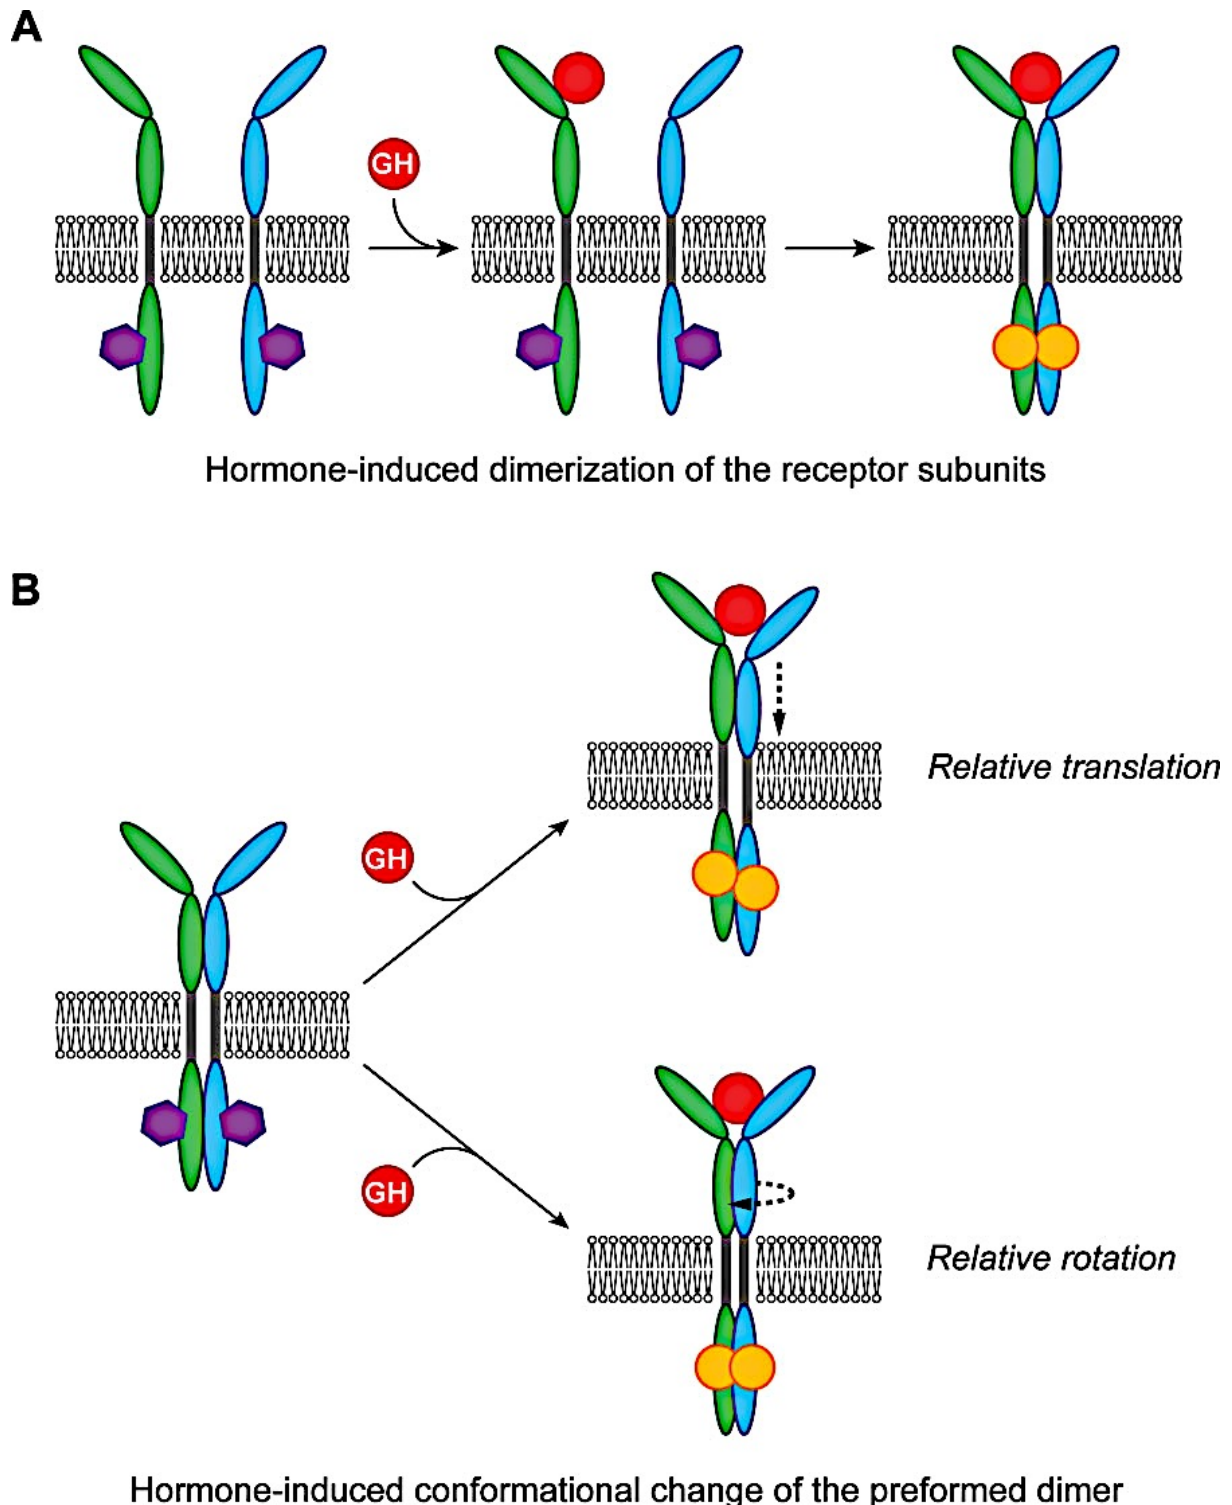 A
GH
Hormone-induced dimerization of the receptor subunits
B
Relative translation
GH
GH
Relative rotation
Hormone-induced conformational change of the preformed dimer